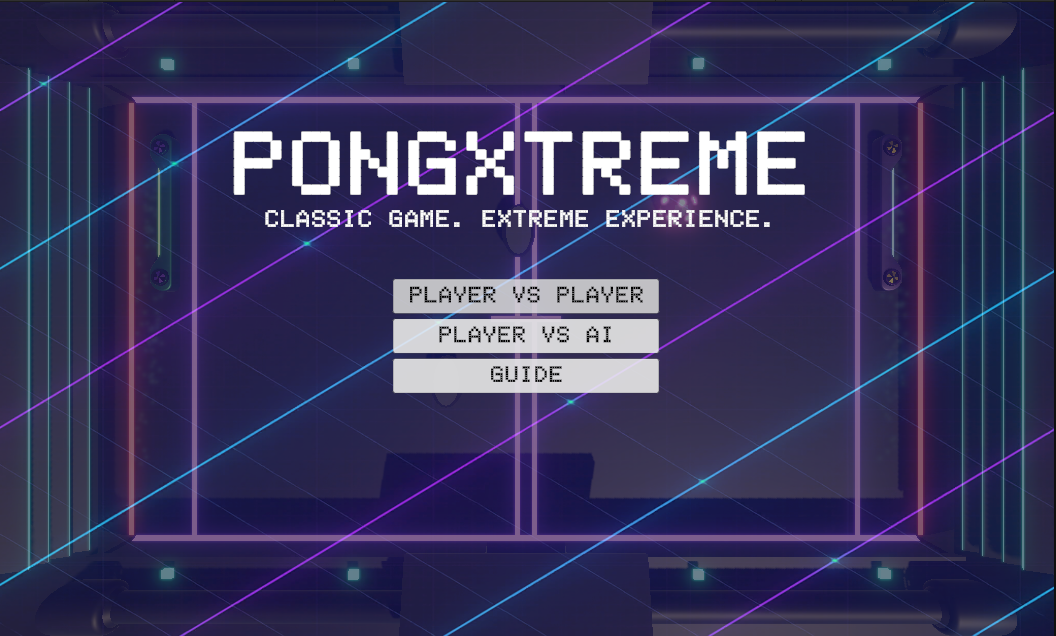 PONGXTREME
CLASSIC GAME. EXTREME EXPERIENCE.
PLAYER VS PLAYER
PLAYER VS AI
GUIDE